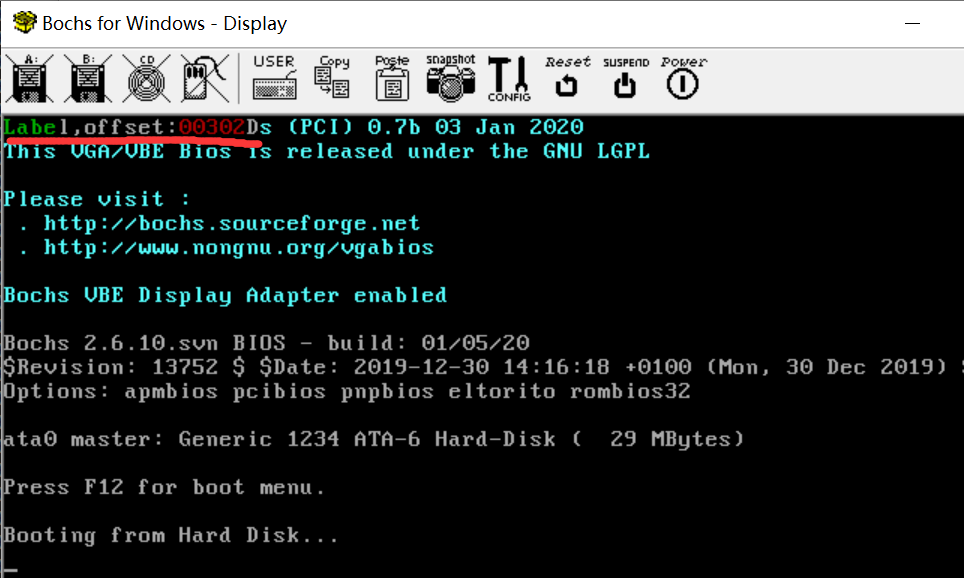 Bochs for Windows - Display
A: B: CD USER Copy Paste snapshot CONFIG Reset SUSPEND Power
Label,offset:00302Ds (PCI) 0.7b 03 Jan 2020
This VGA/VBE Bios is released under the GNU LGPL
Please visit :
. http://bochs.sourceforge.net
. http://www.nongnu.org/vgabios
Bochs VBE Display Adapter enabled
Bochs 2.6.10.svn BIOS - build: 01/05/20
$Revision: 13752 $ $Date: 2019-12-30 14:16:18 +0100 (Mon, 30 Dec 2019) $
Options: apmbios pcibios pnpbios eltorito rombios32
ata0 master: Generic 1234 ATA-6 Hard-Disk (  29 MBytes)
Press F12 for boot menu.
Booting from Hard Disk...